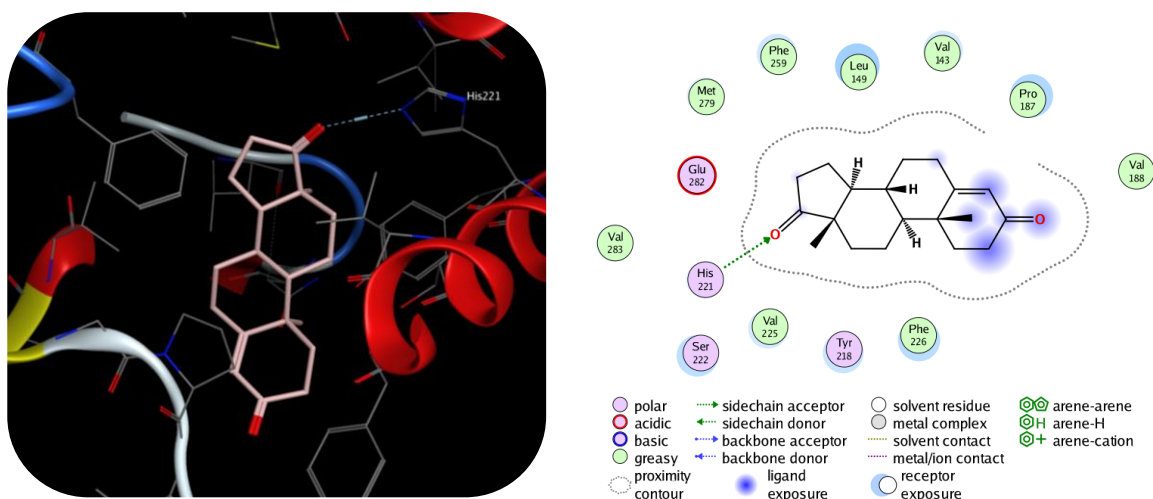 His221
Phe
259
Leu
149
Val
143
Met
279
Pro
187
Glu
282
H
H
Val
188
O
O
H
Val
283
His
221
Val
225
Phe
226
Ser
222
Tyr
218
polar
acidic
basic
greasy
proximity
contour
sidechain acceptor
sidechain donor
backbone acceptor
backbone donor
ligand
exposure
solvent residue
metal complex
solvent contact
metal/ion contact
receptor
exposure
arene-arene
H arene-H
+ arene-cation